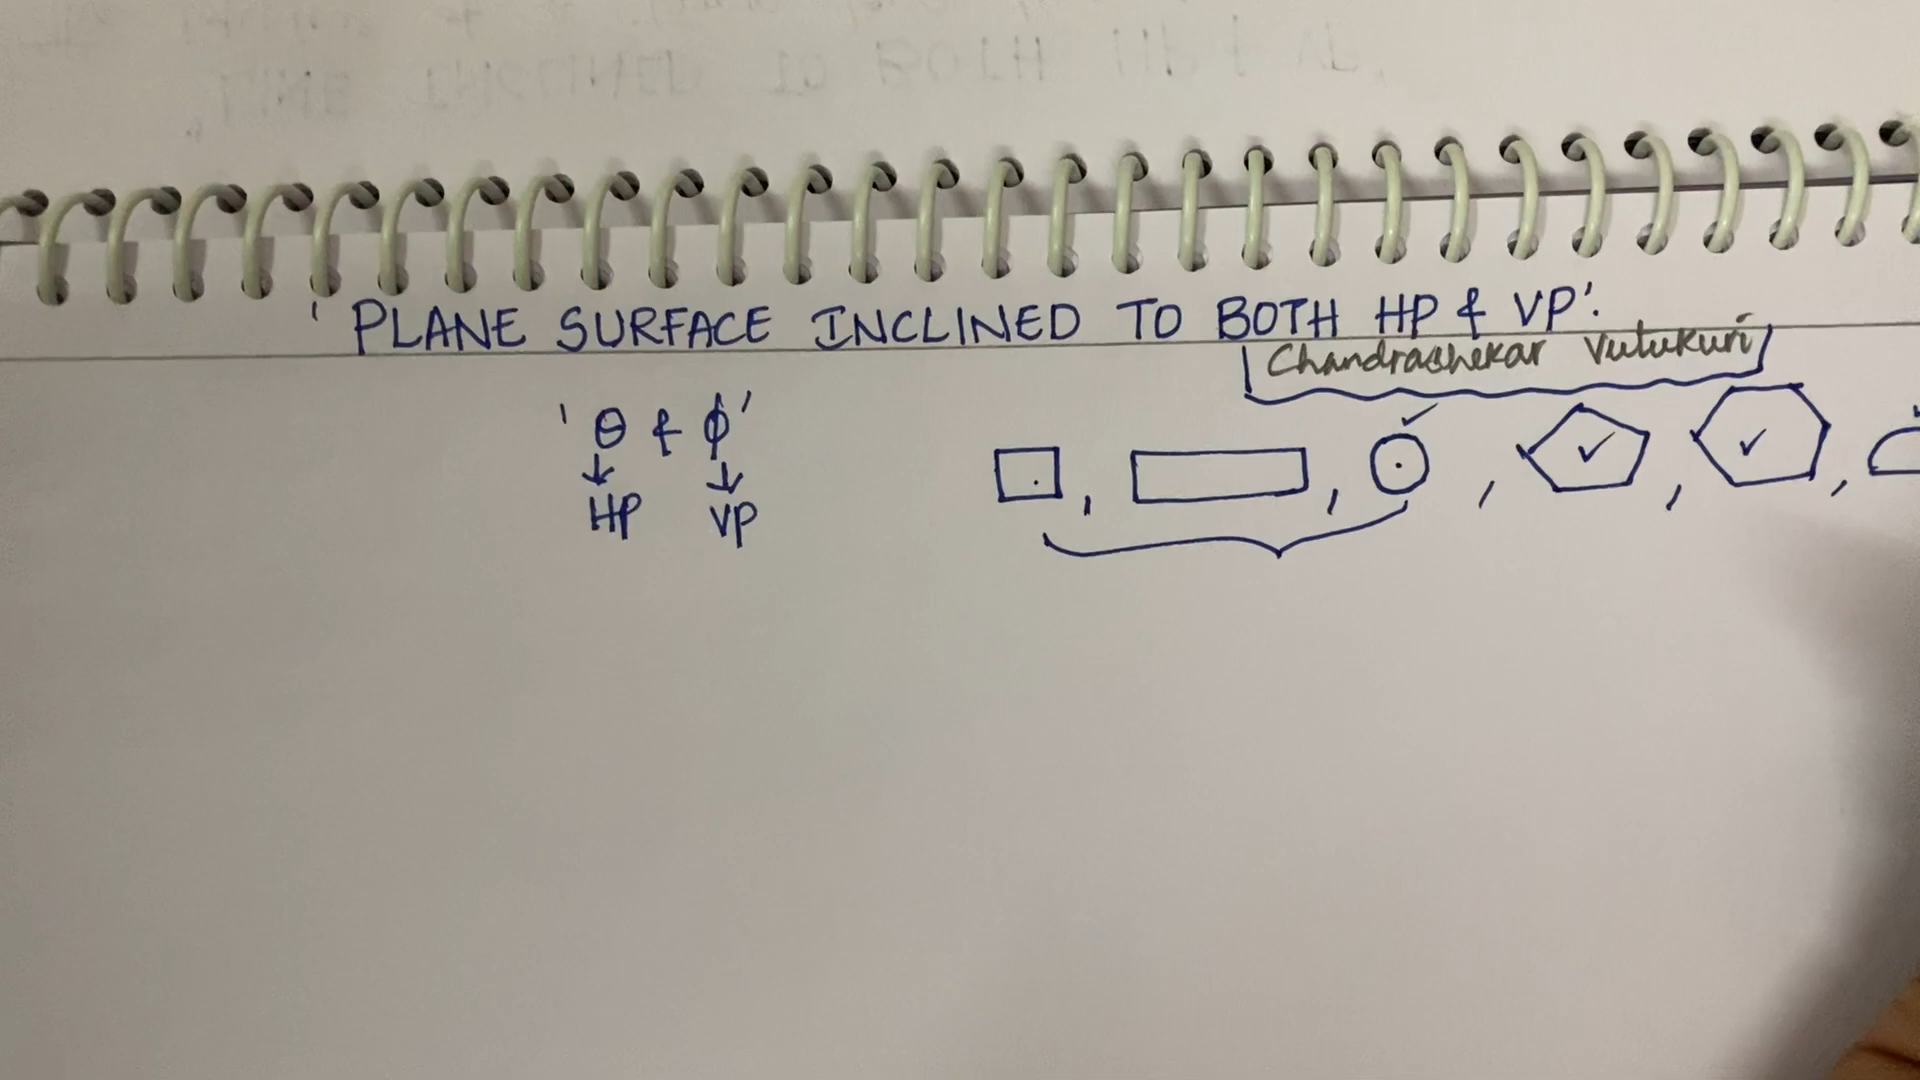 'PLANE SURFACE INCLINED TO BOTH HP & VP'.
Chandrashekar Vutukuri
'θ & ϕ'
↓ ↓
HP VP
, , , , ,